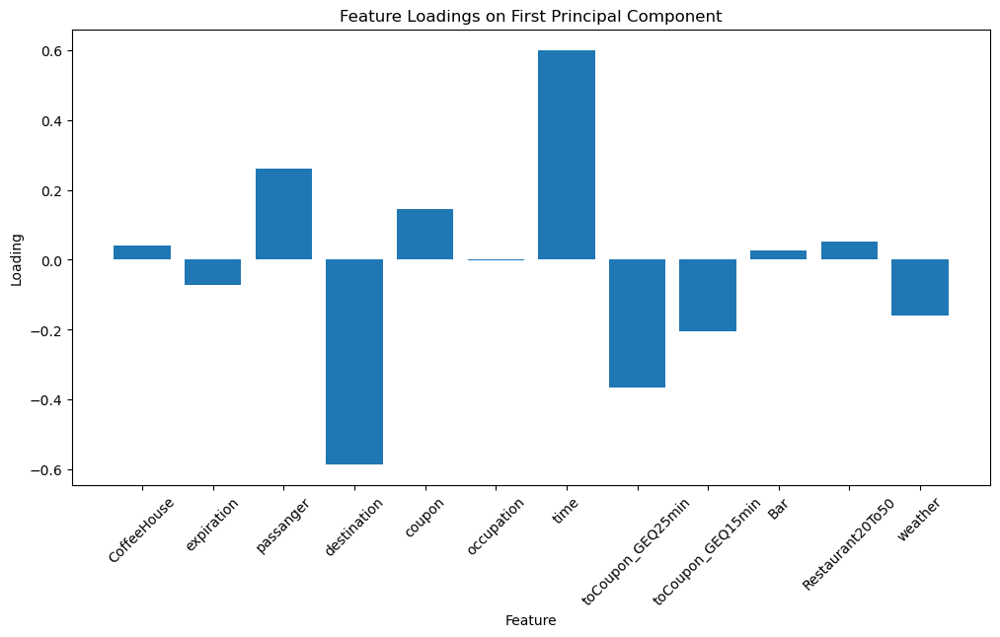 Feature Loadings on First Principal Component
Loading
0.6
0.4
0.2
0.0
−0.2
−0.4
−0.6
CoffeeHouse
expiration
passanger
destination
coupon
occupation
time
toCoupon_GEQ25min
toCoupon_GEQ15min
Bar
Restaurant20To50
weather
Feature